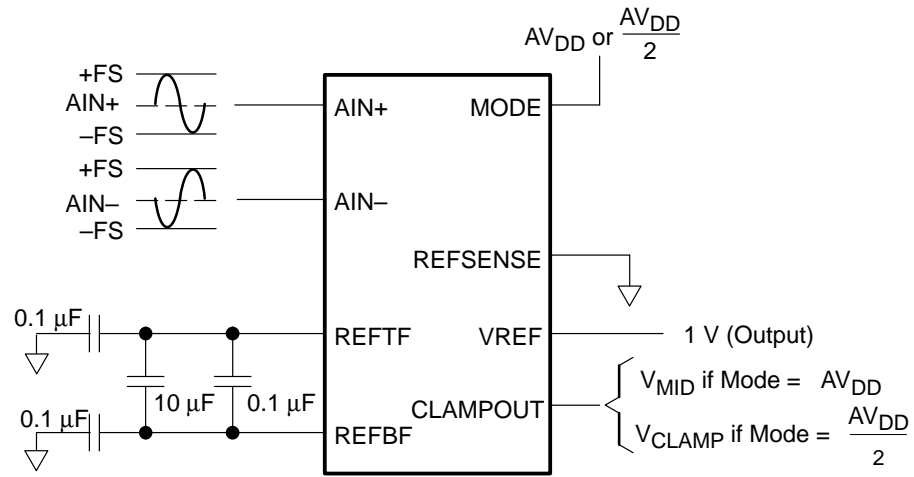 AVDD or AVDD
2
+FS
AIN+
–FS
+FS
AIN–
–FS
AIN+
MODE
AIN–
REFSENSE
0.1 μF
REFTF
VREF
1 V (Output)
10 μF
0.1 μF
CLAMPOUT
VMID if Mode = AVDD
0.1 μF
REFBF
VCLAMP if Mode = AVDD
2